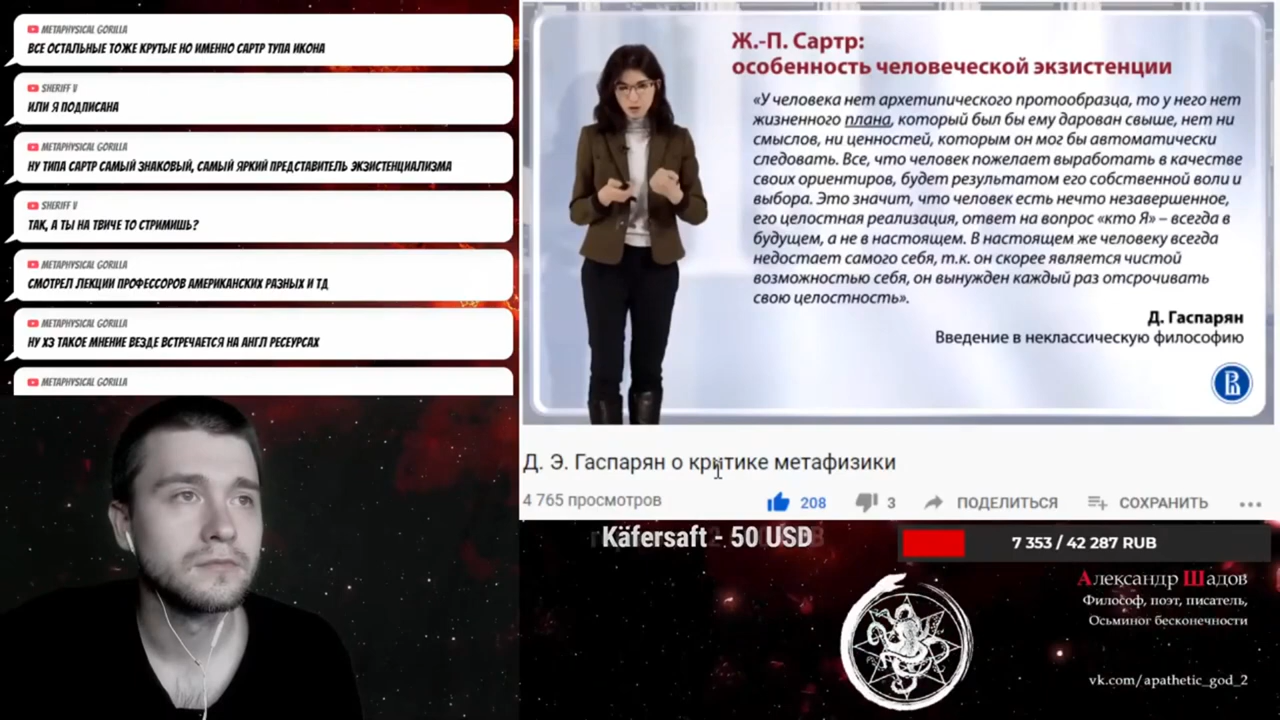 METAPHYSICAL GORILLA
ВСЕ ОСТАЛЬНЫЕ ТОЖЕ КРУТЫЕ НО ИМЕННО САРТР ТУПА ИКОНА
SHERIFF V
ИЛИ Я ПОДПИСАНА
METAPHYSICAL GORILLA
НУ ТИПА САРТР САМЫЙ ЗНАКОВЫЙ, САМЫЙ ЯРКИЙ ПРЕДСТАВИТЕЛЬ ЭКЗИСТЕНЦИАЛИЗМА
SHERIFF V
ТАК, А ТЫ НА ТВИЧЕ ТО СТРИМИШЬ?
METAPHYSICAL GORILLA
СМОТРЕЛ ЛЕКЦИИ ПРОФЕССОРОВ АМЕРИКАНСКИХ РАЗНЫХ И ТД
METAPHYSICAL GORILLA
НУ ХЗ ТАКОЕ МНЕНИЕ ВЕЗДЕ ВСТРЕЧАЕТСЯ НА АНГЛ РЕСЕУРСАХ
METAPHYSICAL GORILLA
Ж.-П. Сартр:
особенность человеческой экзистенции
«У человека нет архетипического протообразца, то у него нет
жизненного плана, который был бы ему дарован свыше, нет ни
смыслов, ни ценностей, которым он мог бы автоматически
следовать. Все, что человек пожелает выработать в качестве
своих ориентиров, будет результатом его собственной воли и
выбора. Это значит, что человек есть нечто незавершенное,
его целостная реализация, ответ на вопрос «кто Я» – всегда в
будущем, а не в настоящем. В настоящем же человеку всегда
недостает самого себя, т.к. он скорее является чистой
возможностью себя, он вынужден каждый раз отсрочивать
свою целостность».
Д. Гаспарян
Введение в неклассическую философию
Д. Э. Гаспарян о критике метафизики
4 765 просмотров
208
3
ПОДЕЛИТЬСЯ
СОХРАНИТЬ
Käfersaft - 50 USD
7 353 / 42 287 RUB
Александр Шадов
Философ, поэт, писатель,
Осьминог бесконечности
vk.com/apathetic_god_2